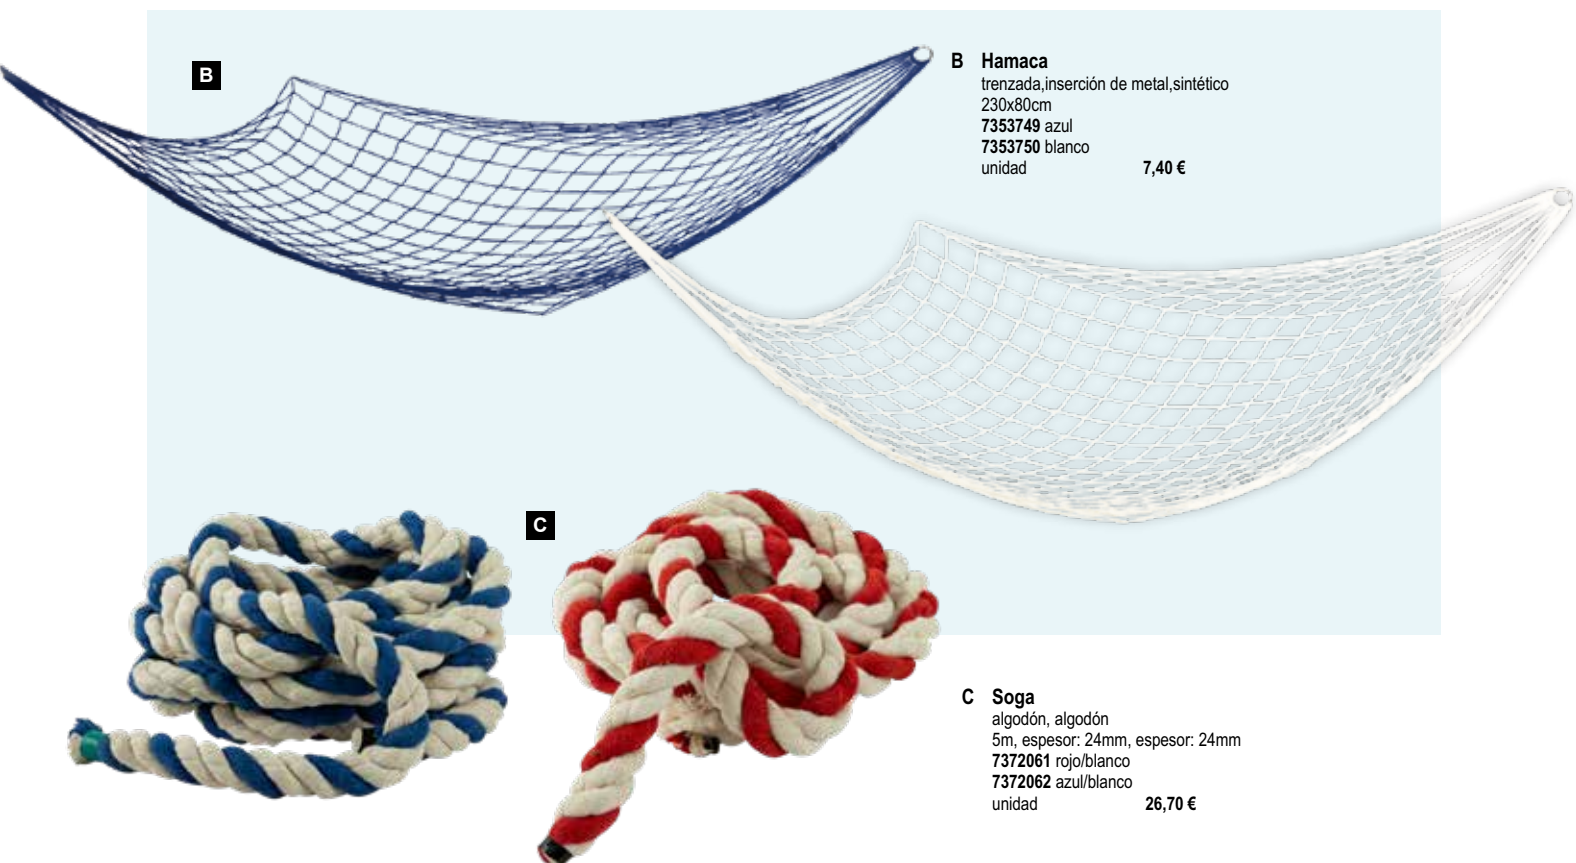 B
B Hamaca
trenzada,inserción de metal,sintético
230x80cm
7353749 azul
7353750 blanco
unidad 7,40 €
C
C Soga
algodón, algodón
5m, espesor: 24mm, espesor: 24mm
7372061 rojo/blanco
7372062 azul/blanco
unidad 26,70 €